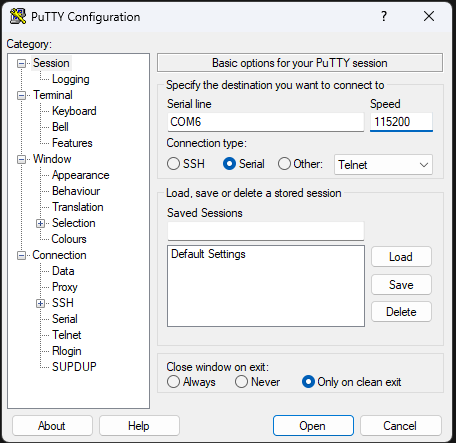 PuTTY Configuration
Category:
Session
Logging
Terminal
Keyboard
Bell
Features
Window
Appearance
Behaviour
Translation
Selection
Colours
Connection
Data
Proxy
SSH
Serial
Telnet
Rlogin
SUPDUP
Basic options for your PuTTY session
Specify the destination you want to connect to
Serial line Speed
COM6 115200
Connection type:
SSH Serial Other: Telnet
Load, save or delete a stored session
Saved Sessions
Default Settings
Load
Save
Delete
Close window on exit:
Always Never Only on clean exit
About Help Open Cancel